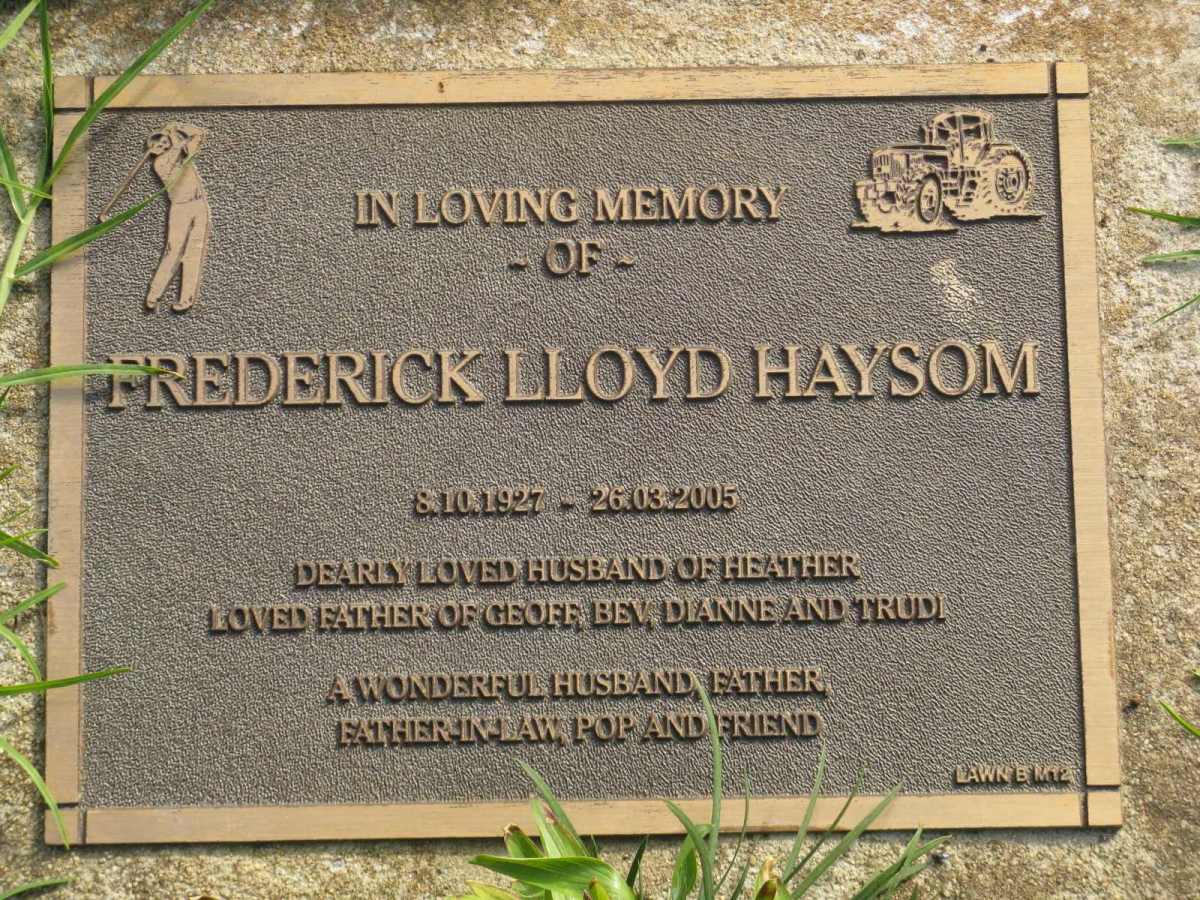 IN LOVING MEMORY
~ OF ~
FREDERICK LLOYD HAYSOM
8.10.1927 ~ 26.03.2005
DEARLY LOVED HUSBAND OF HEATHER
LOVED FATHER OF GEOFF, BEV, DIANNE AND TRUDI
A WONDERFUL HUSBAND, FATHER,
FATHER-IN-LAW, POP AND FRIEND
LAWN B M12